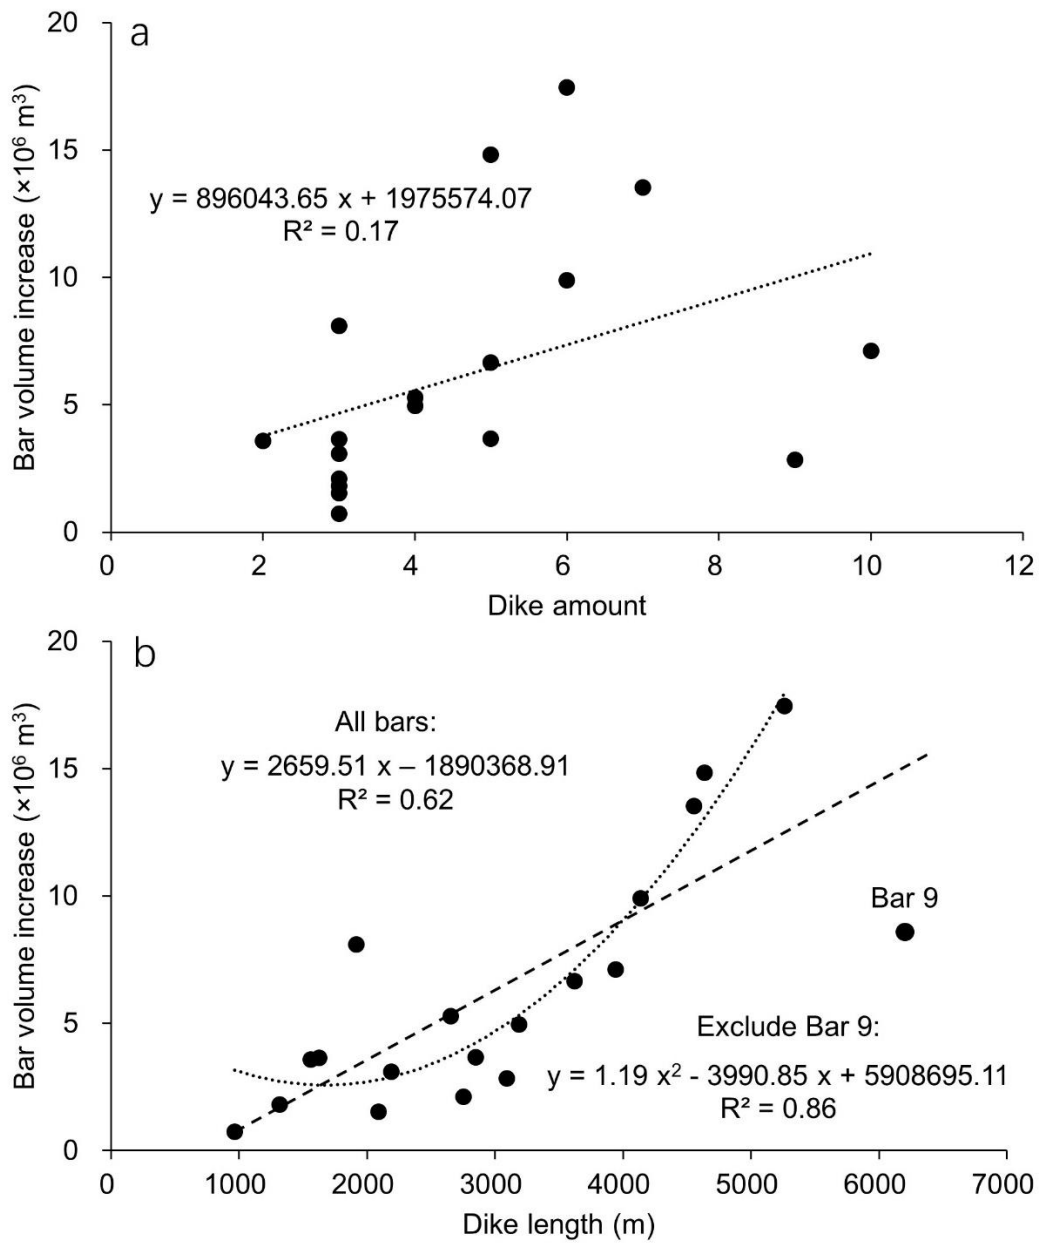 20
a
15
10
5
0
Bar volume increase (×10⁶ m³)
y = 896043.65 x + 1975574.07
R² = 0.17
0 2 4 6 8 10 12
Dike amount
20
b
15
10
5
0
Bar volume increase (×10⁶ m³)
All bars:
y = 2659.51 x – 1890368.91
R² = 0.62
Bar 9
Exclude Bar 9:
y = 1.19 x² - 3990.85 x + 5908695.11
R² = 0.86
0 1000 2000 3000 4000 5000 6000 7000
Dike length (m)